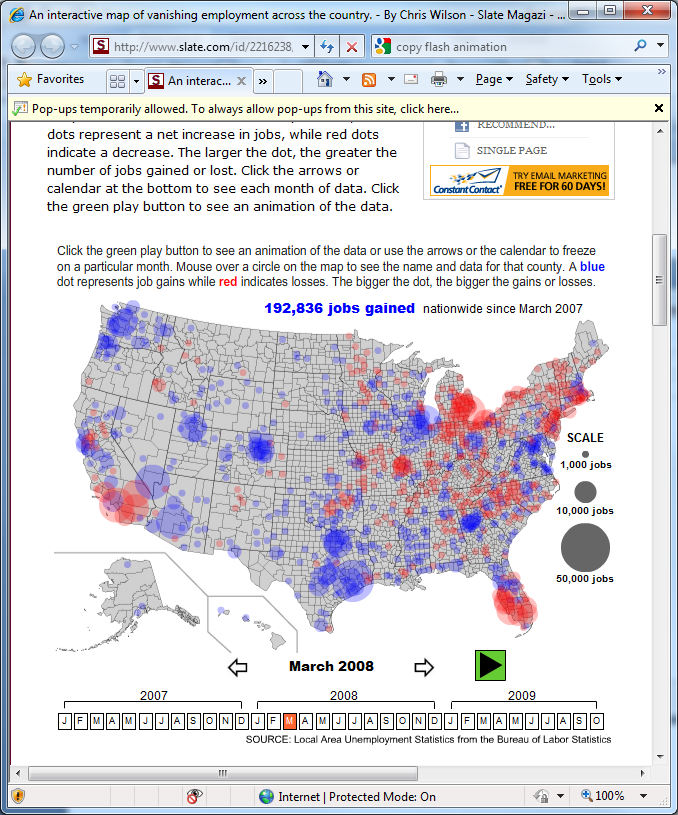 An interactive map of vanishing employment across the country. - By Chris Wilson - Slate Magazi - ...
http://www.slate.com/id/2216238,
copy flash animation
Favorites
An interac...
»
Page
Safety
Tools
»
Pop-ups temporarily allowed. To always allow pop-ups from this site, click here...
dots represent a net increase in jobs, while red dots
indicate a decrease. The larger the dot, the greater the
number of jobs gained or lost. Click the arrows or
calendar at the bottom to see each month of data. Click
the green play button to see an animation of the data.
RECOMMEND...
SINGLE PAGE
Constant Contact
TRY EMAIL MARKETING
FREE FOR 60 DAYS!
Click the green play button to see an animation of the data or use the arrows or the calendar to freeze
on a particular month. Mouse over a circle on the map to see the name and data for that county. A blue
dot represents job gains while red indicates losses. The bigger the dot, the bigger the gains or losses.
192,836 jobs gained nationwide since March 2007
SCALE
1,000 jobs
10,000 jobs
50,000 jobs
March 2008
2007 2008 2009
J F M A M J J A S O N D J F M A M J J A S O N D J F M A M J J A S O
SOURCE: Local Area Unemployment Statistics from the Bureau of Labor Statistics
Internet | Protected Mode: On
100%